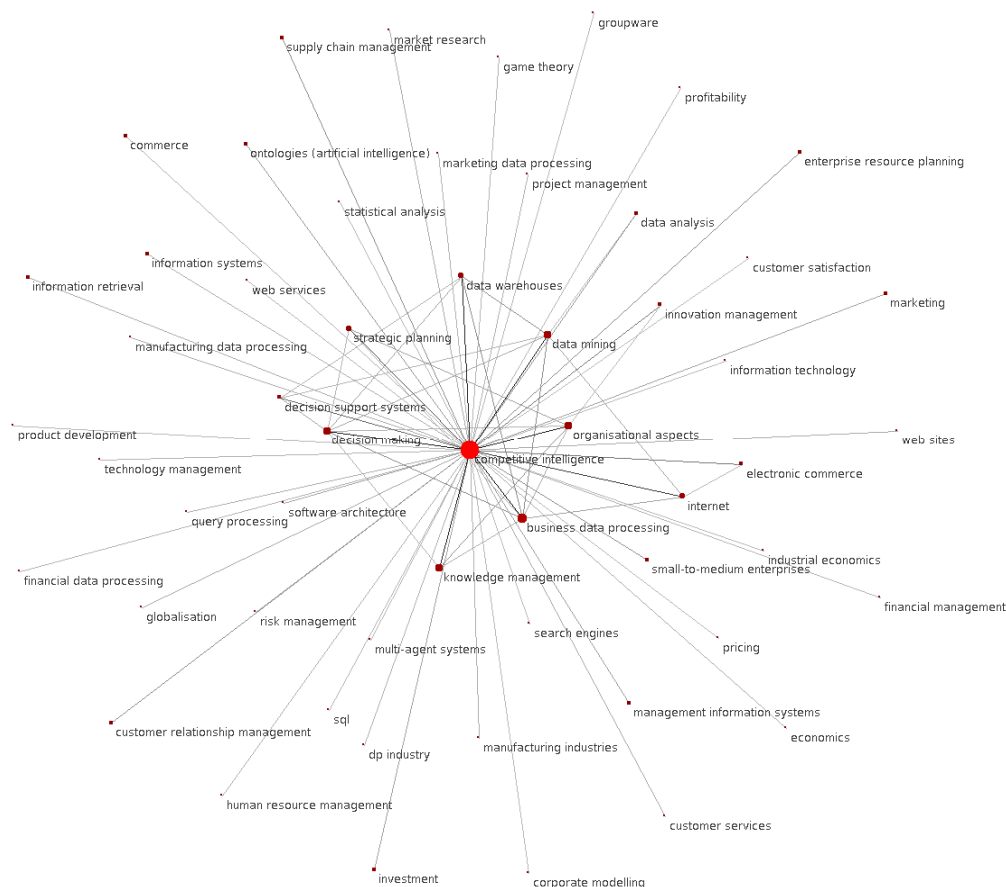 groupware
market research
supply chain management
game theory
profitability
commerce
ontologies (artificial intelligence)
marketing data processing
enterprise resource planning
project management
statistical analysis
data analysis
information systems
customer satisfaction
information retrieval
web services
data warehouses
marketing
innovation management
strategic planning
data mining
manufacturing data processing
information technology
decision support systems
product development
decision making
organisational aspects
web sites
competitive intelligence
technology management
electronic commerce
internet
software architecture
query processing
business data processing
industrial economics
small-to-medium enterprises
knowledge management
financial data processing
financial management
globalisation
risk management
search engines
multi-agent systems
pricing
management information systems
sql
customer relationship management
economics
manufacturing industries
dp industry
human resource management
customer services
investment
corporate modelling